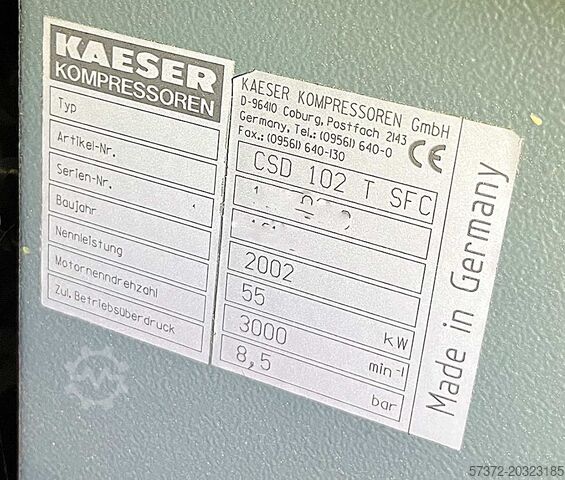 KAESER
KOMPRESSOREN
Typ
Artikel-Nr.
Serien-Nr.
Baujahr
Nennleistung
Motornenndrehzahl
Zul. Betriebsüberdruck
KAESER KOMPRESSOREN GmbH
D-96410 Coburg, Postfach 2143
Germany, Tel.: (09561) 640-0
Fax.: (09561) 640-130
CE
CSD 102 T SFC
2002
55 kW
3000 min-1
8,5 bar
Made in Germany
57372-20323185